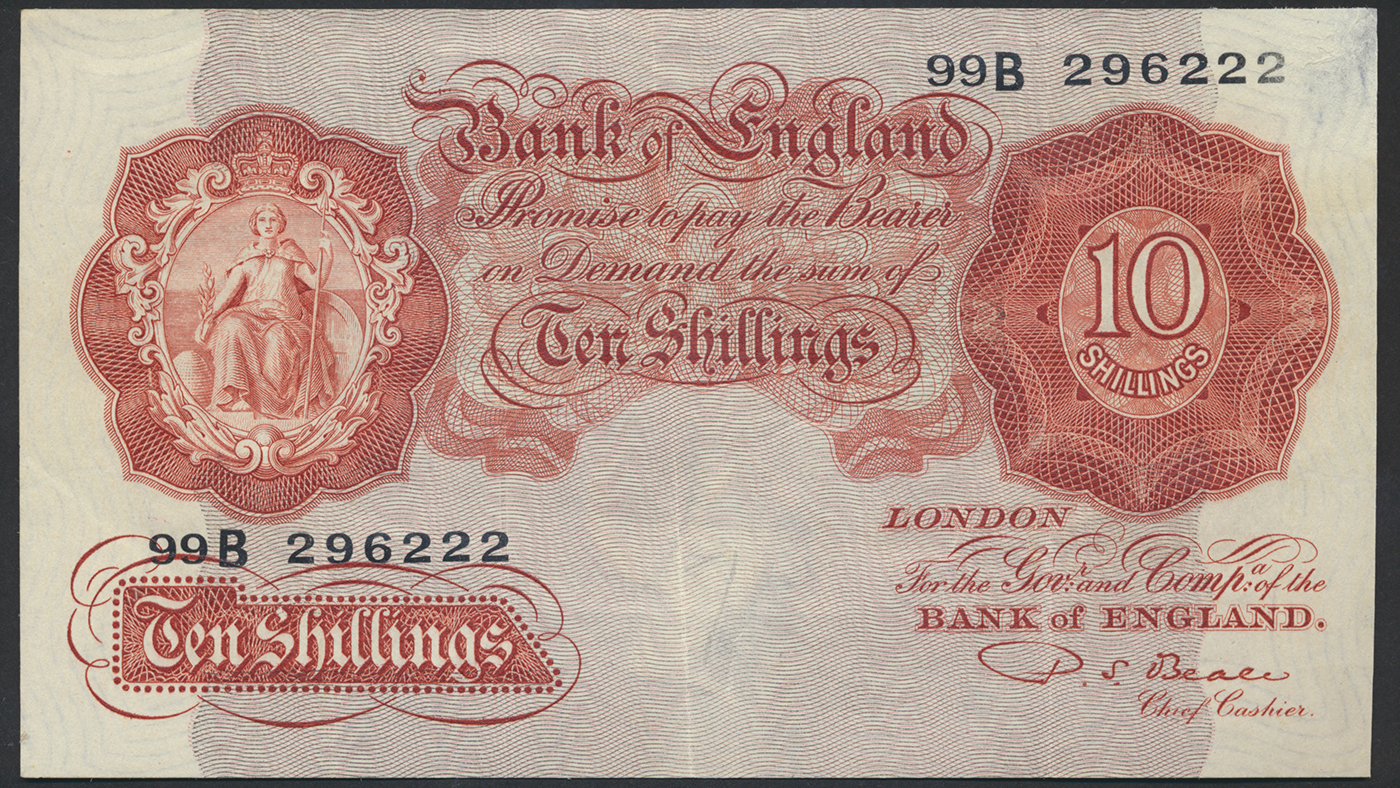 99B 296222
Bank of England
Promise to pay the Bearer
on Demand the sum of
Ten Shillings
10
SHILLINGS
99B 296222
Ten Shillings
LONDON
For the Govr. and Compa. of the
BANK of ENGLAND.
P. S. Beale
Chief Cashier.